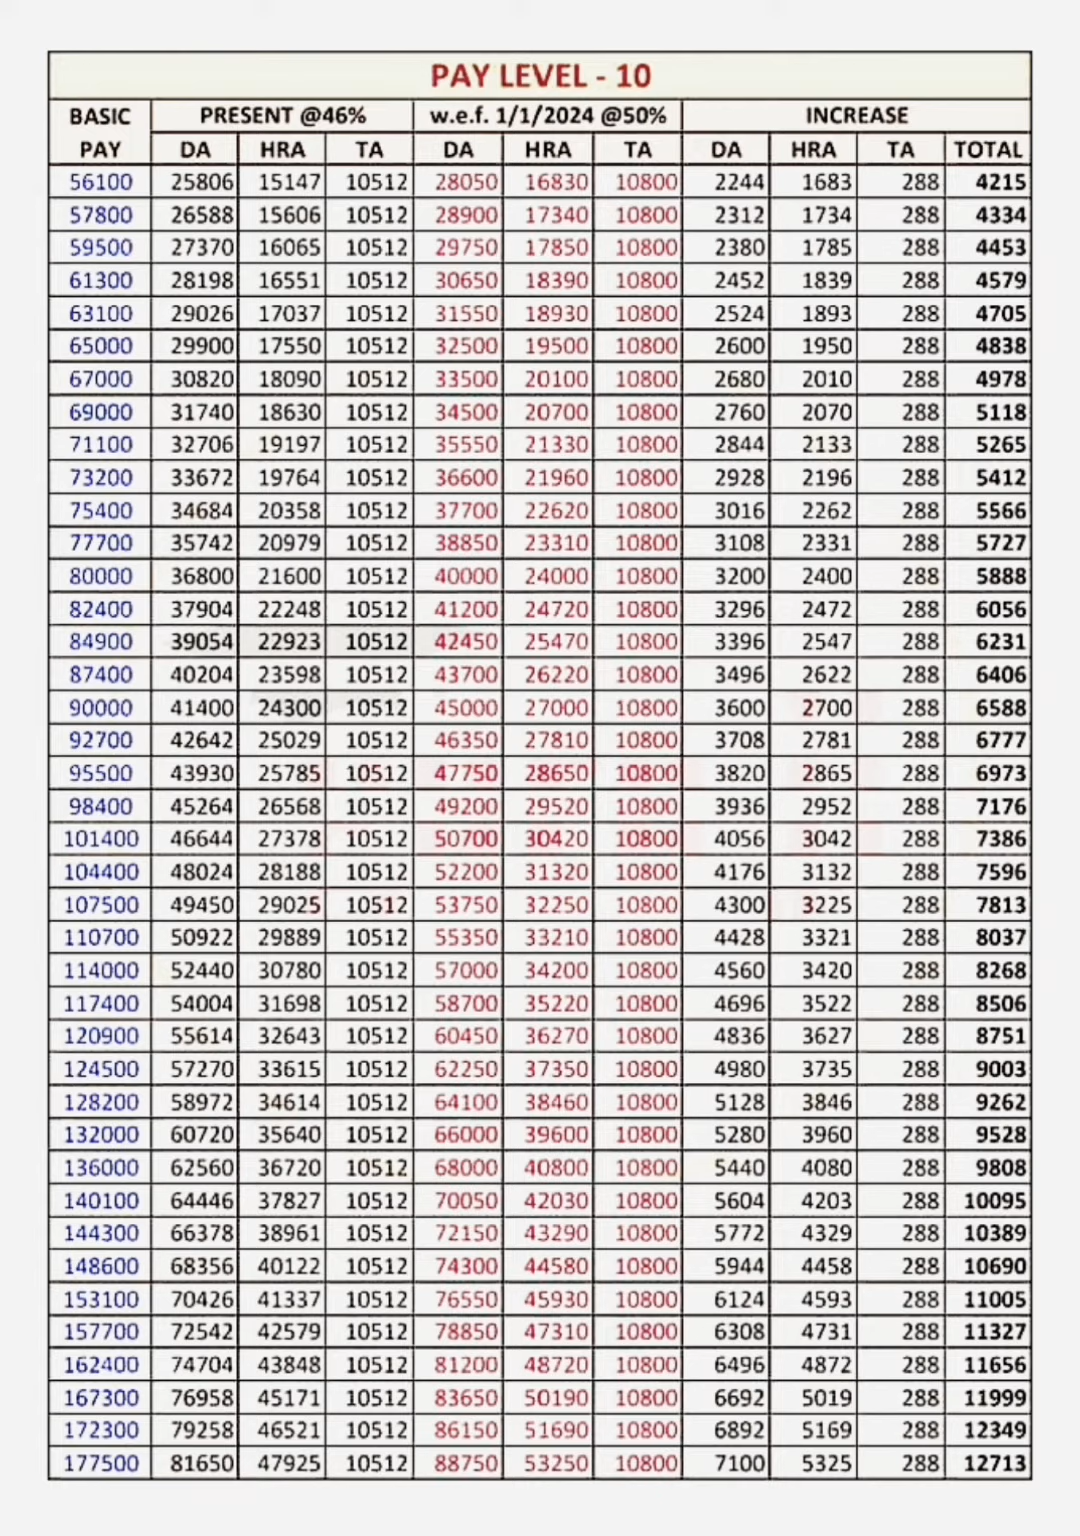 PAY LEVEL - 10
BASIC PRESENT @46% w.e.f. 1/1/2024 @50% INCREASE
PAY DA HRA TA DA HRA TA DA HRA TA TOTAL
56100 25806 15147 10512 28050 16830 10800 2244 1683 288 4215
57800 26588 15606 10512 28900 17340 10800 2312 1734 288 4334
59500 27370 16065 10512 29750 17850 10800 2380 1785 288 4453
61300 28198 16551 10512 30650 18390 10800 2452 1839 288 4579
63100 29026 17037 10512 31550 18930 10800 2524 1893 288 4705
65000 29900 17550 10512 32500 19500 10800 2600 1950 288 4838
67000 30820 18090 10512 33500 20100 10800 2680 2010 288 4978
69000 31740 18630 10512 34500 20700 10800 2760 2070 288 5118
71100 32706 19197 10512 35550 21330 10800 2844 2133 288 5265
73200 33672 19764 10512 36600 21960 10800 2928 2196 288 5412
75400 34684 20358 10512 37700 22620 10800 3016 2262 288 5566
77700 35742 20979 10512 38850 23310 10800 3108 2331 288 5727
80000 36800 21600 10512 40000 24000 10800 3200 2400 288 5888
82400 37904 22248 10512 41200 24720 10800 3296 2472 288 6056
84900 39054 22923 10512 42450 25470 10800 3396 2547 288 6231
87400 40204 23598 10512 43700 26220 10800 3496 2622 288 6406
90000 41400 24300 10512 45000 27000 10800 3600 2700 288 6588
92700 42642 25029 10512 46350 27810 10800 3708 2781 288 6777
95500 43930 25785 10512 47750 28650 10800 3820 2865 288 6973
98400 45264 26568 10512 49200 29520 10800 3936 2952 288 7176
101400 46644 27378 10512 50700 30420 10800 4056 3042 288 7386
104400 48024 28188 10512 52200 31320 10800 4176 3132 288 7596
107500 49450 29025 10512 53750 32250 10800 4300 3225 288 7813
110700 50922 29889 10512 55350 33210 10800 4428 3321 288 8037
114000 52440 30780 10512 57000 34200 10800 4560 3420 288 8268
117400 54004 31698 10512 58700 35220 10800 4696 3522 288 8506
120900 55614 32643 10512 60450 36270 10800 4836 3627 288 8751
124500 57270 33615 10512 62250 37350 10800 4980 3735 288 9003
128200 58972 34614 10512 64100 38460 10800 5128 3846 288 9262
132000 60720 35640 10512 66000 39600 10800 5280 3960 288 9528
136000 62560 36720 10512 68000 40800 10800 5440 4080 288 9808
140100 64446 37827 10512 70050 42030 10800 5604 4203 288 10095
144300 66378 38961 10512 72150 43290 10800 5772 4329 288 10389
148600 68356 40122 10512 74300 44580 10800 5944 4458 288 10690
153100 70426 41337 10512 76550 45930 10800 6124 4593 288 11005
157700 72542 42579 10512 78850 47310 10800 6308 4731 288 11327
162400 74704 43848 10512 81200 48720 10800 6496 4872 288 11656
167300 76958 45171 10512 83650 50190 10800 6692 5019 288 11999
172300 79258 46521 10512 86150 51690 10800 6892 5169 288 12349
177500 81650 47925 10512 88750 53250 10800 7100 5325 288 12713